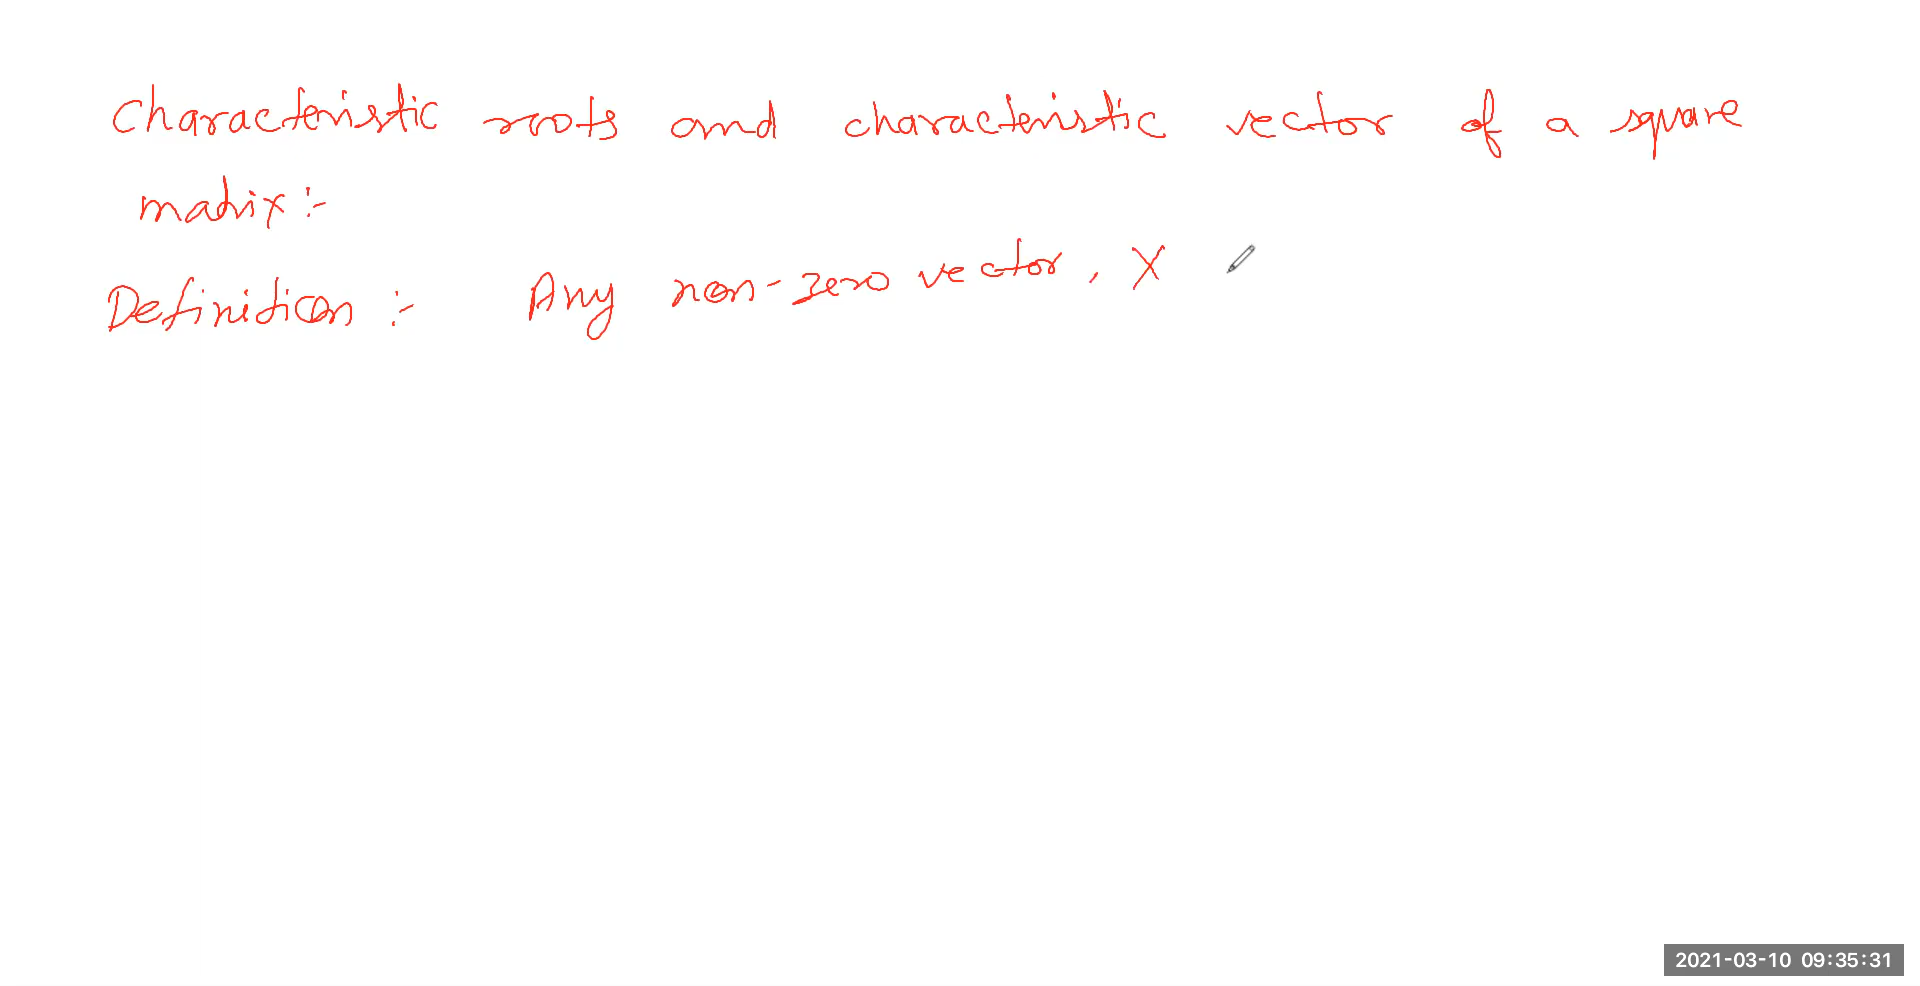 Characteristic roots and characteristic vector of a square
matrix :-
Definition :- Any non-zero vector, X
2021-03-10 09:35:31